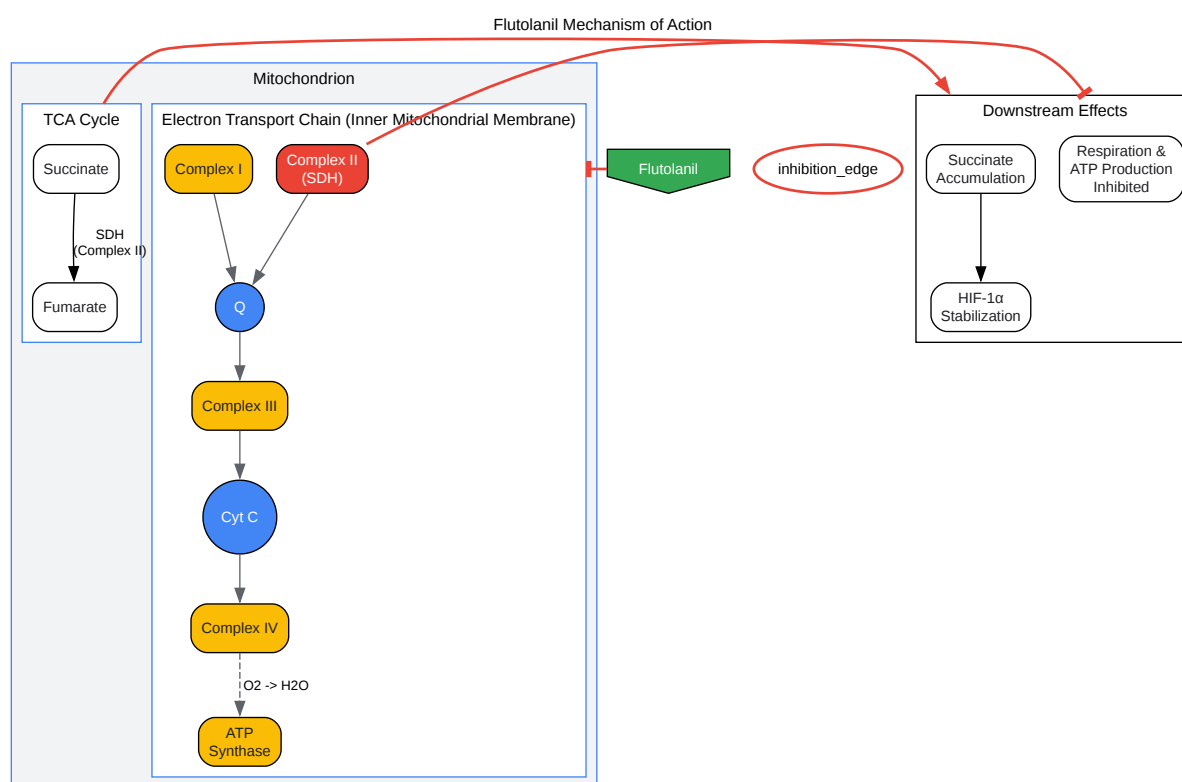 Flutolanil Mechanism of Action
Mitochondrion
TCA Cycle
Succinate
SDH
(Complex II)
Fumarate
Electron Transport Chain (Inner Mitochondrial Membrane)
Complex I
Complex II
(SDH)
Q
Complex III
Cyt C
Complex IV
O2 -> H2O
ATP
Synthase
Flutolanil
inhibition_edge
Downstream Effects
Succinate
Accumulation
Respiration &
ATP Production
Inhibited
HIF-1α
Stabilization